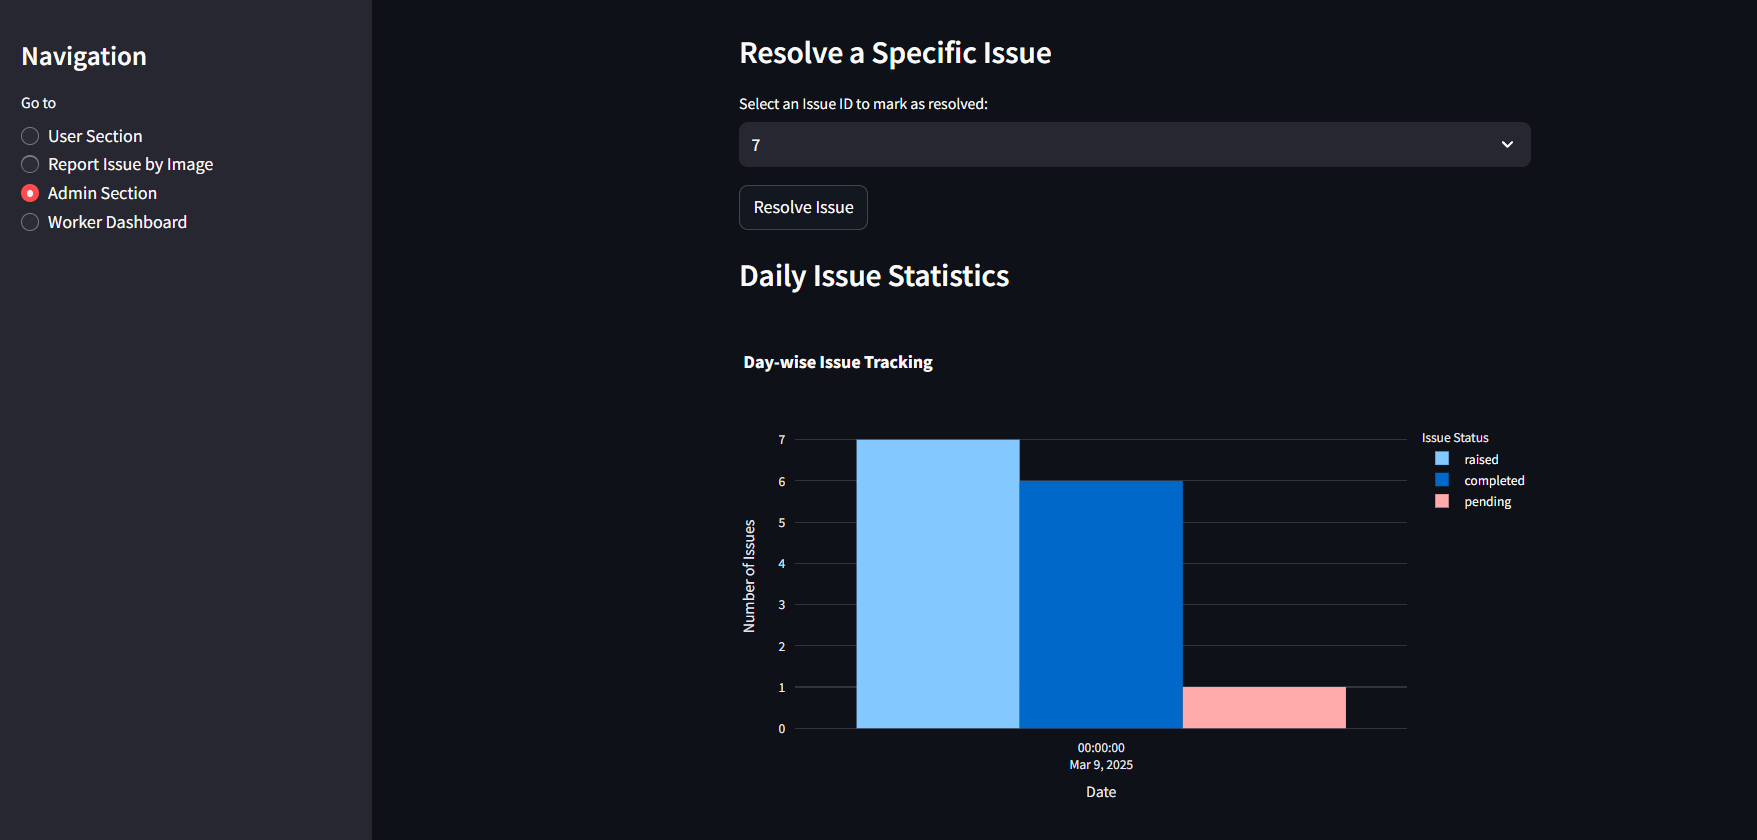 Navigation
Go to
User Section
Report Issue by Image
Admin Section
Worker Dashboard
Resolve a Specific Issue
Select an Issue ID to mark as resolved:
7
Resolve Issue
Daily Issue Statistics
Day-wise Issue Tracking
Number of Issues
7
6
5
4
3
2
1
0
00:00:00
Mar 9, 2025
Date
Issue Status
raised
completed
pending